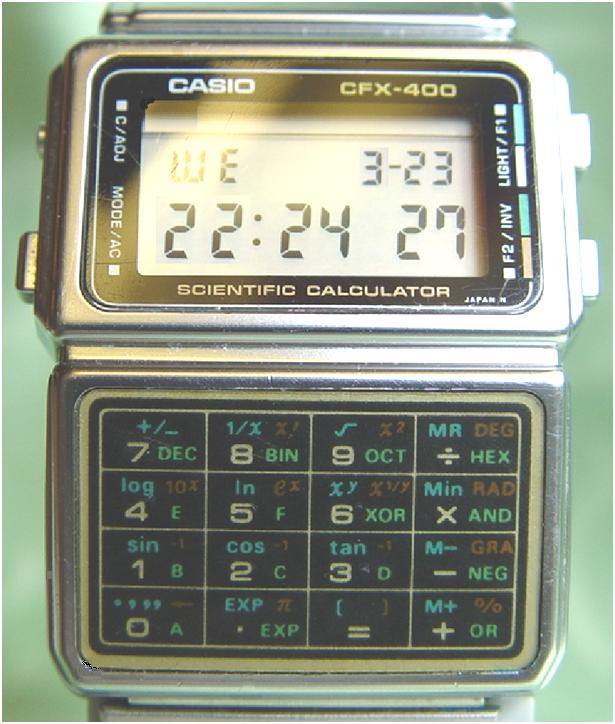 CASIO CFX-400
C/ADJ
MODE/AC
LIGHT/F1
F2/INV
WE 3-23
22:24 27
SCIENTIFIC CALCULATOR
JAPAN N
+/− 1/x x! √ x² MR DEG
7 DEC 8 BIN 9 OCT ÷ HEX
log 10ˣ ln eˣ xʸ x¹/ʸ Min RAD
4 E 5 F 6 XOR × AND
sin -1 cos -1 tan -1 M− GRA
1 B 2 C 3 D − NEG
° ' " ← EXP π [ ] M+ %
0 A · EXP = + OR